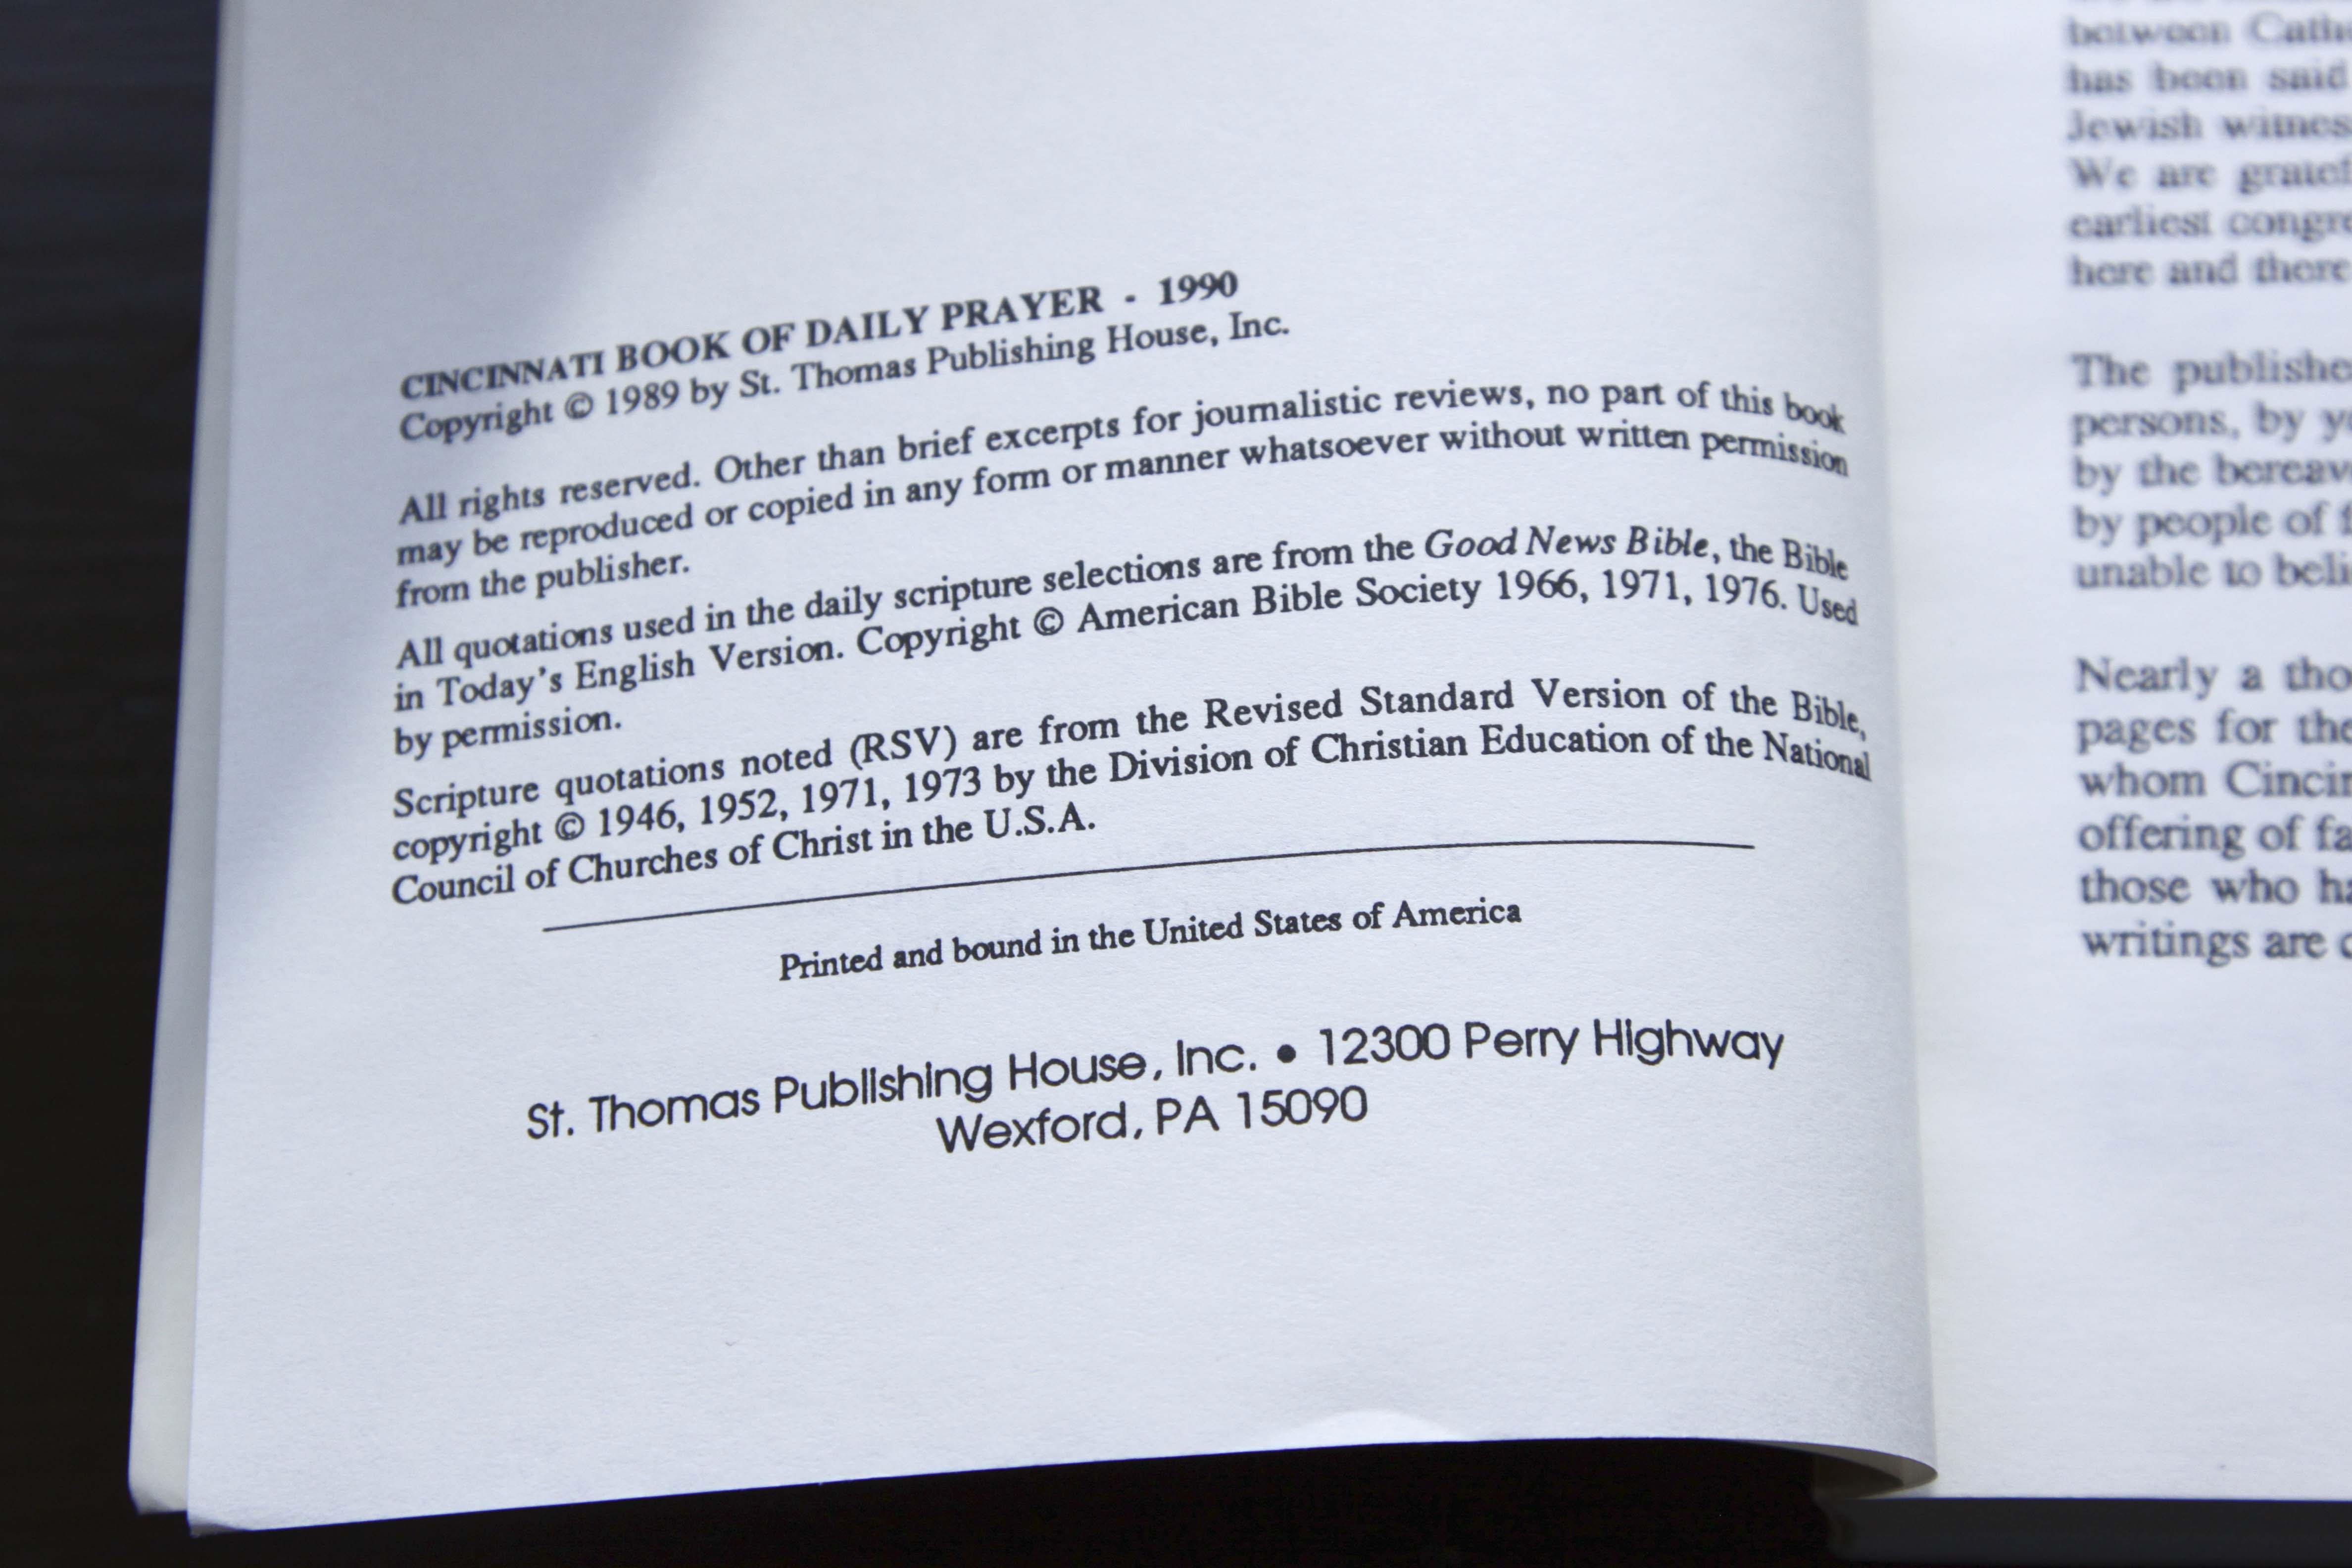 CINCINNATI BOOK OF DAILY PRAYER - 1990
Copyright © 1989 by St. Thomas Publishing House, Inc.
All rights reserved. Other than brief excerpts for journalistic reviews, no part of this book
may be reproduced or copied in any form or manner whatsoever without written permission
from the publisher.
All quotations used in the daily scripture selections are from the Good News Bible, the Bible
in Today's English Version. Copyright © American Bible Society 1966, 1971, 1976. Used
by permission.
Scripture quotations noted (RSV) are from the Revised Standard Version of the Bible,
copyright © 1946, 1952, 1971, 1973 by the Division of Christian Education of the National
Council of Churches of Christ in the U.S.A.
Printed and bound in the United States of America
St. Thomas Publishing House, Inc. • 12300 Perry Highway
Wexford, PA 15090
between
has been said
Jewish
We are
earliest
here and there
The
persons, by
by the
by people of
unable to
Nearly a
pages for
whom
offering of
those who
writings are